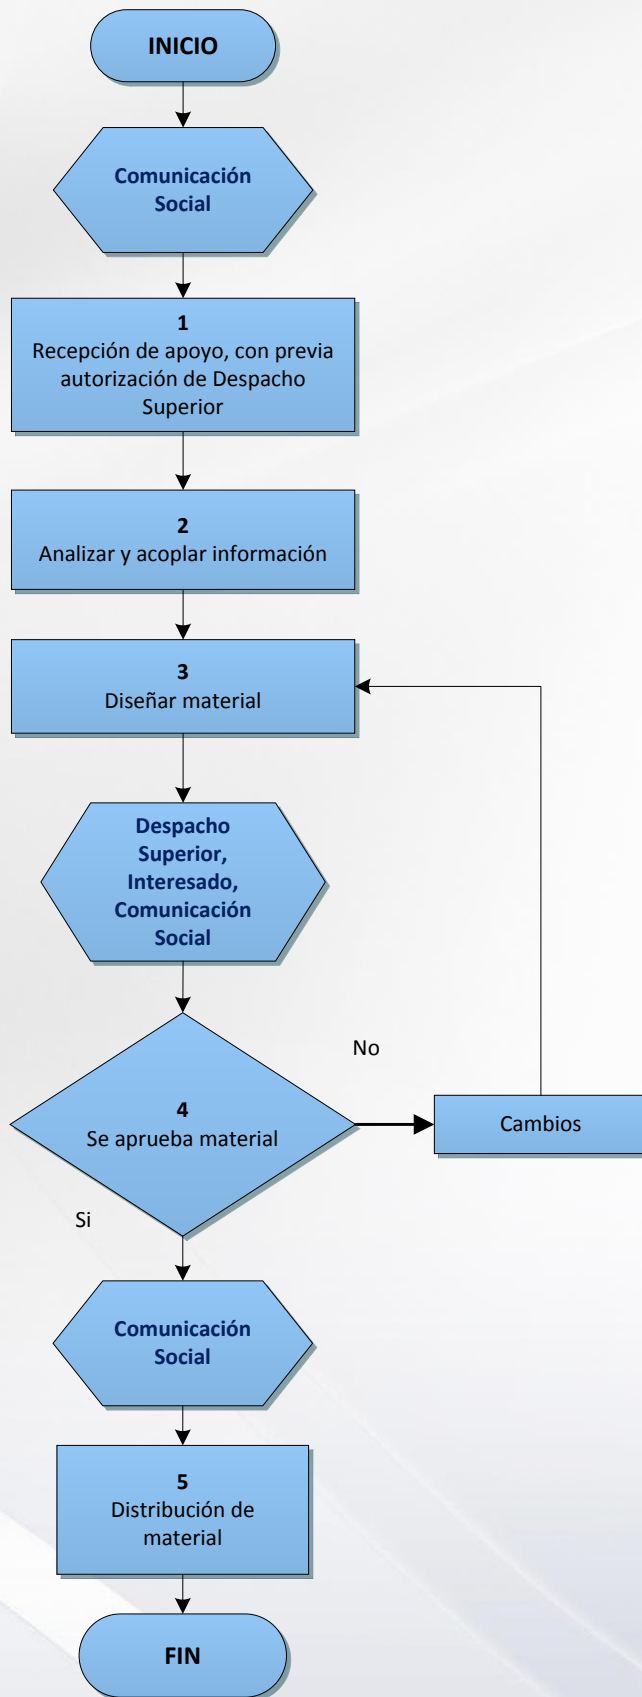 INICIO
Comunicación
Social
1
Recepción de apoyo, con previa
autorización de Despacho
Superior
2
Analizar y acoplar información
3
Diseñar material
Despacho
Superior,
Interesado,
Comunicación
Social
No
4
Se aprueba material
Cambios
Si
Comunicación
Social
5
Distribución de
material
FIN